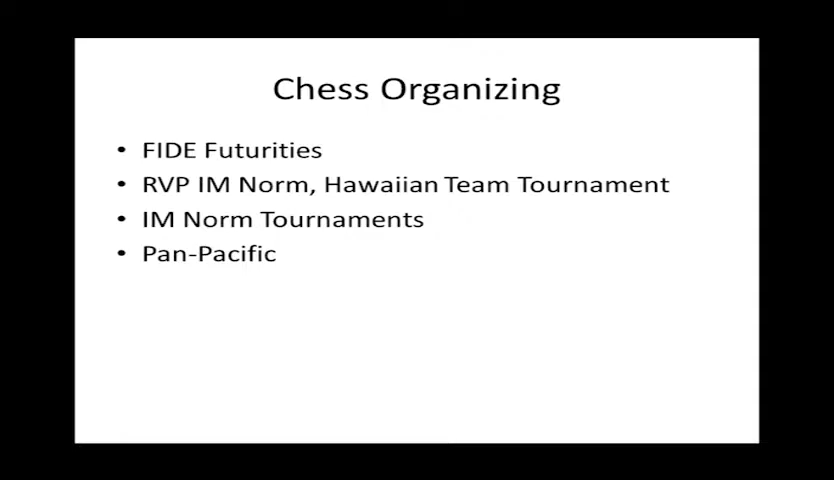 Chess Organizing
• FIDE Futurities
• RVP IM Norm, Hawaiian Team Tournament
• IM Norm Tournaments
• Pan-Pacific